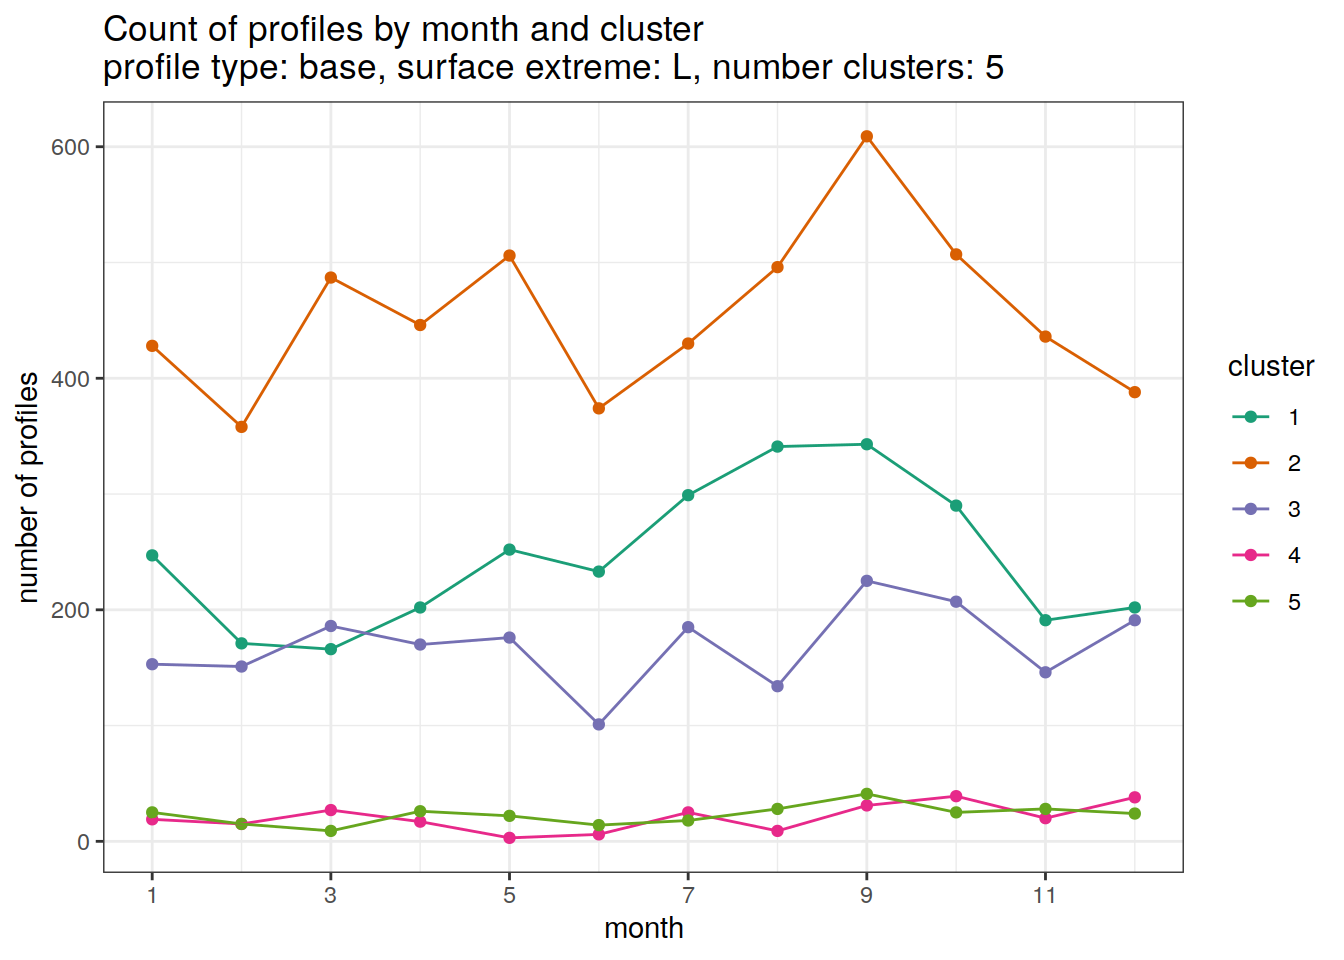 Count of profiles by month and cluster
profile type: base, surface extreme: L, number clusters: 5
600
400
200
0
number of profiles
1 3 5 7 9 11
month
cluster
1
2
3
4
5